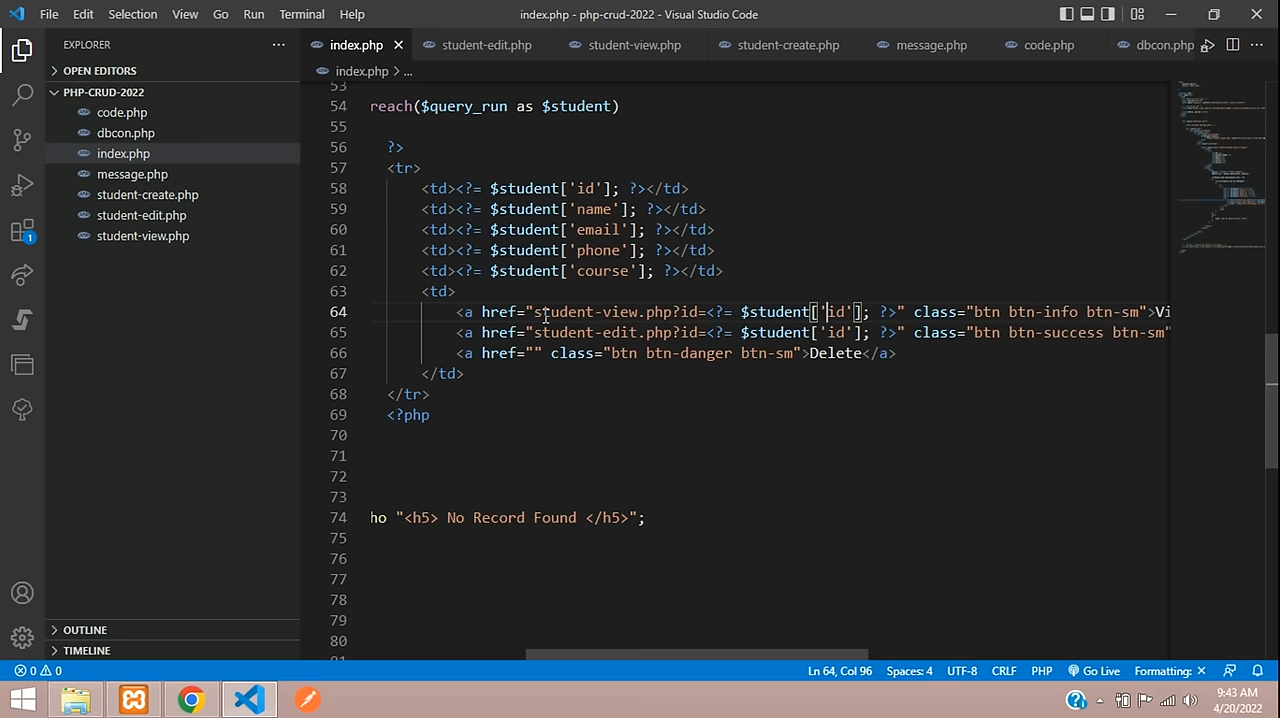 File Edit Selection View Go Run Terminal Help index.php - php-crud-2022 - Visual Studio Code
EXPLORER
OPEN EDITORS
PHP-CRUD-2022
code.php
dbcon.php
index.php
message.php
student-create.php
student-edit.php
student-view.php
OUTLINE
TIMELINE
index.php student-edit.php student-view.php student-create.php message.php code.php dbcon.php
index.php > ...
53
54 reach($query_run as $student)
55
56 ?>
57 <tr>
58 <td><?= $student['id']; ?></td>
59 <td><?= $student['name']; ?></td>
60 <td><?= $student['email']; ?></td>
61 <td><?= $student['phone']; ?></td>
62 <td><?= $student['course']; ?></td>
63 <td>
64 <a href="student-view.php?id=<?= $student['id']; ?>" class="btn btn-info btn-sm">Vi
65 <a href="student-edit.php?id=<?= $student['id']; ?>" class="btn btn-success btn-sm"
66 <a href="" class="btn btn-danger btn-sm">Delete</a>
67 </td>
68 </tr>
69 <?php
70
71
72
73
74 ho "<h5> No Record Found </h5>";
75
76
77
78
79
80
81
1
0 0 Ln 64, Col 96 Spaces: 4 UTF-8 CRLF PHP Go Live Formatting: ×
9:43 AM
4/20/2022